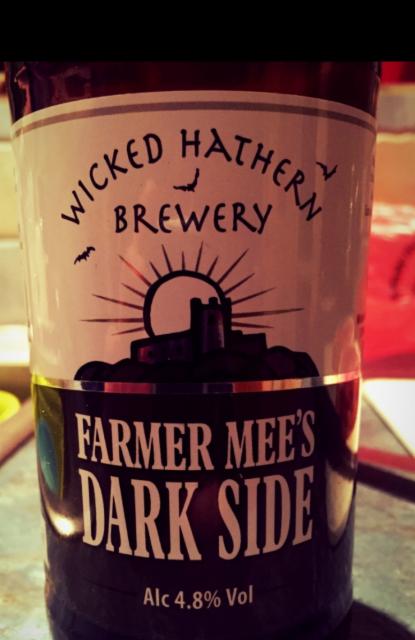 WICKED HATHERN
BREWERY
FARMER MEE'S
DARK SIDE
Alc 4.8% Vol